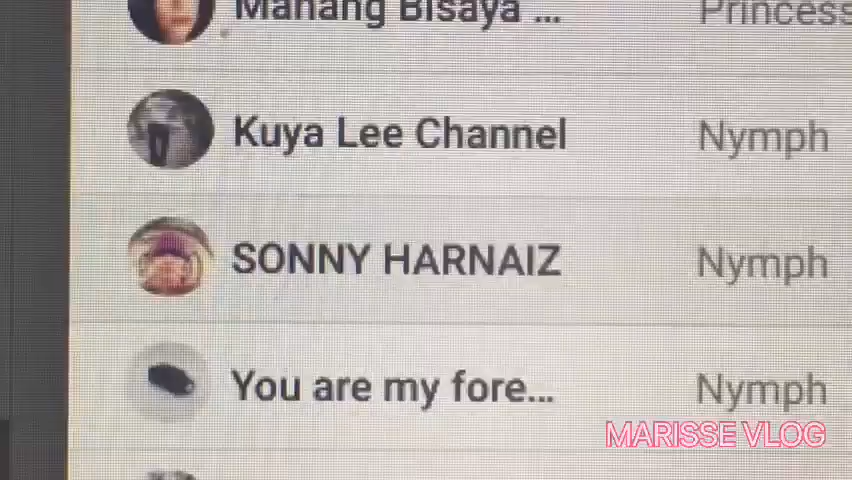 Manang Bisaya ...
Princess
Kuya Lee Channel
Nymph
SONNY HARNAIZ
Nymph
You are my fore...
Nymph
MARISSE VLOG